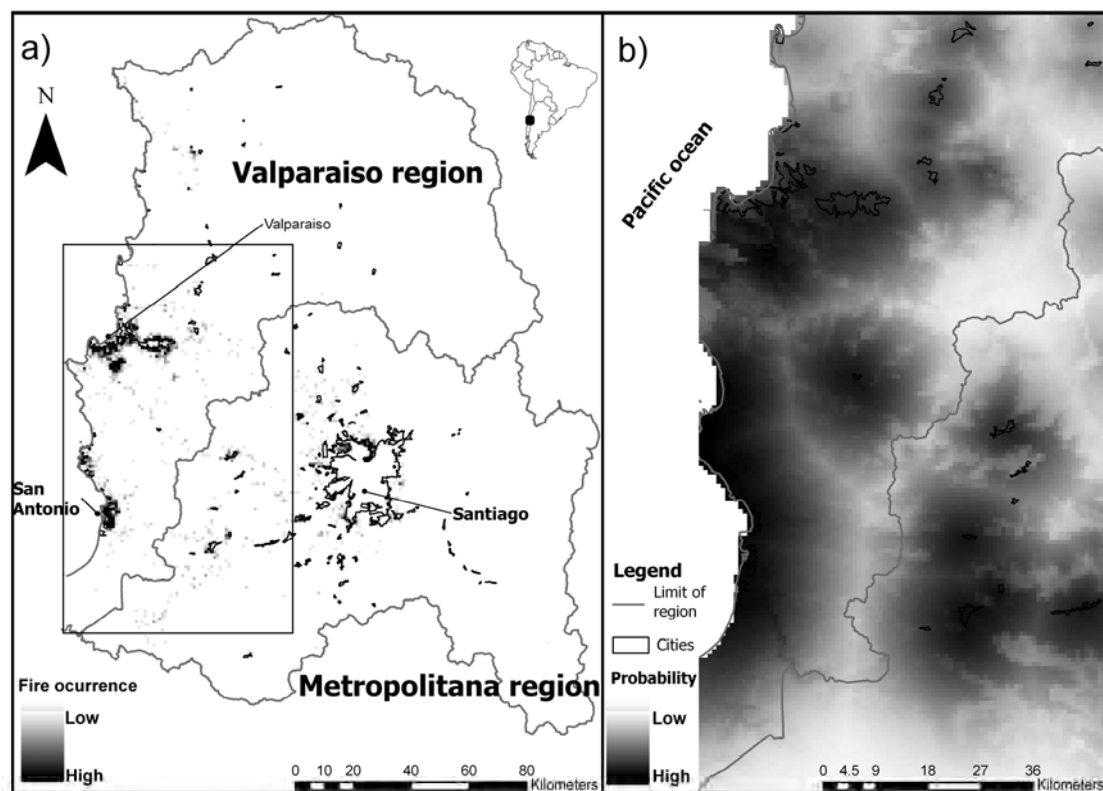 a)
N
Valparaiso region
Valparaiso
San
Antonio
Santiago
Metropolitana region
Fire ocurrence
Low
High
0 10 20 40 60 80
Kilometers
b)
Pacific ocean
Legend
Limit of
region
Cities
Probability
Low
High
0 4.5 9 18 27 36
Kilometers